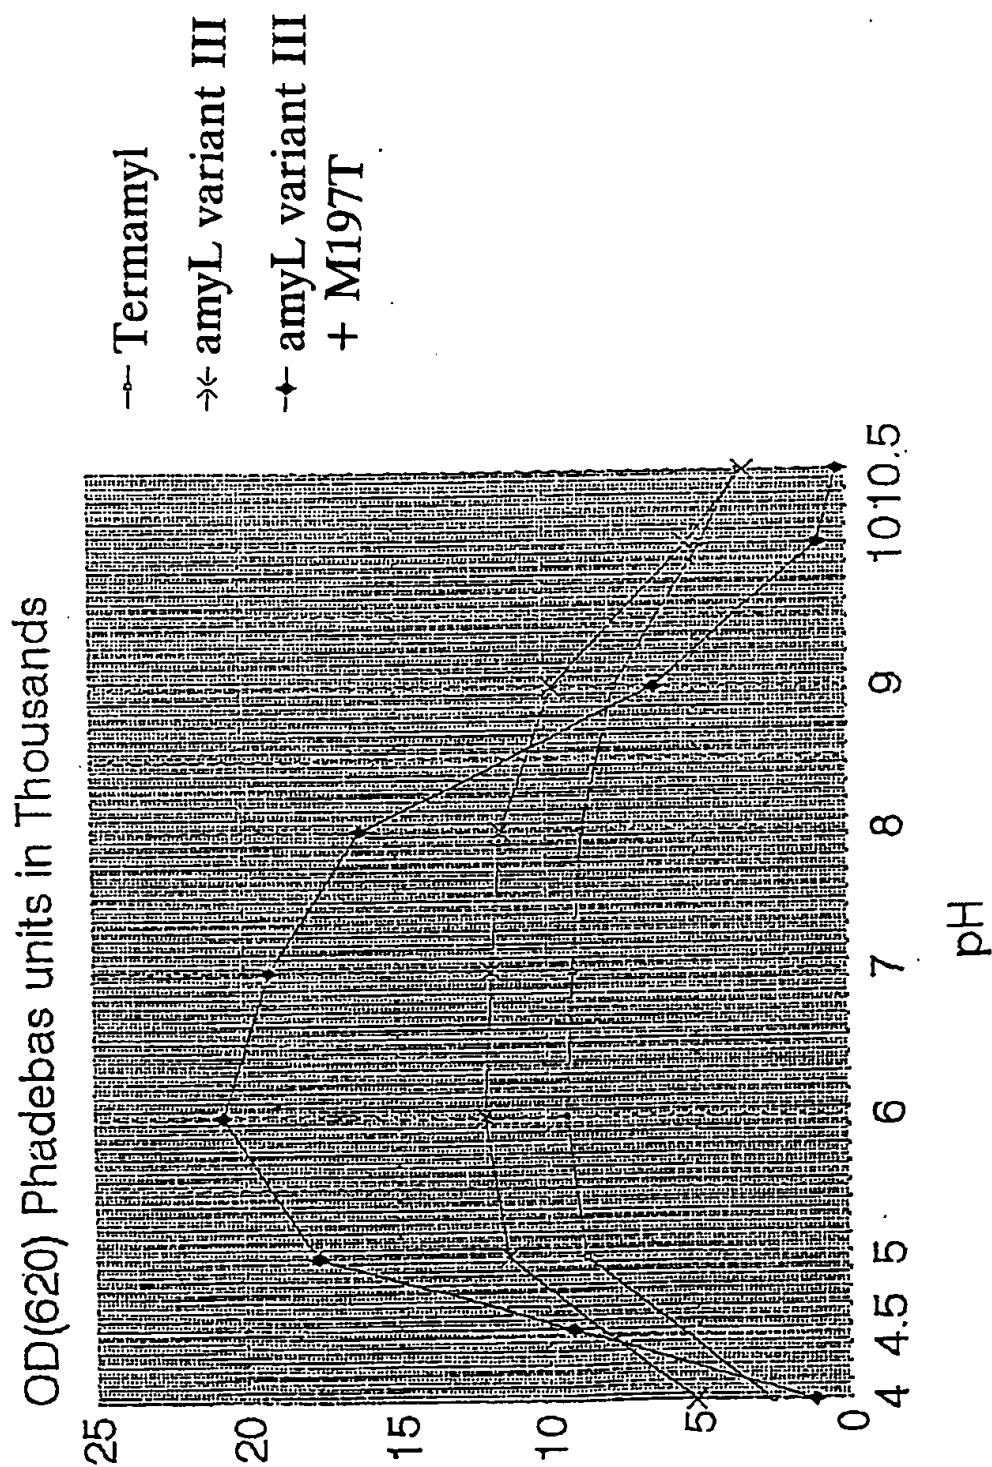 OD(620) Phadebas units in Thousands
25
20
15
10
5
0
4
4.5
5
6
7
8
9
10
10.5
pH
Termamyl
amyL variant III
amyL variant III
+ M197T